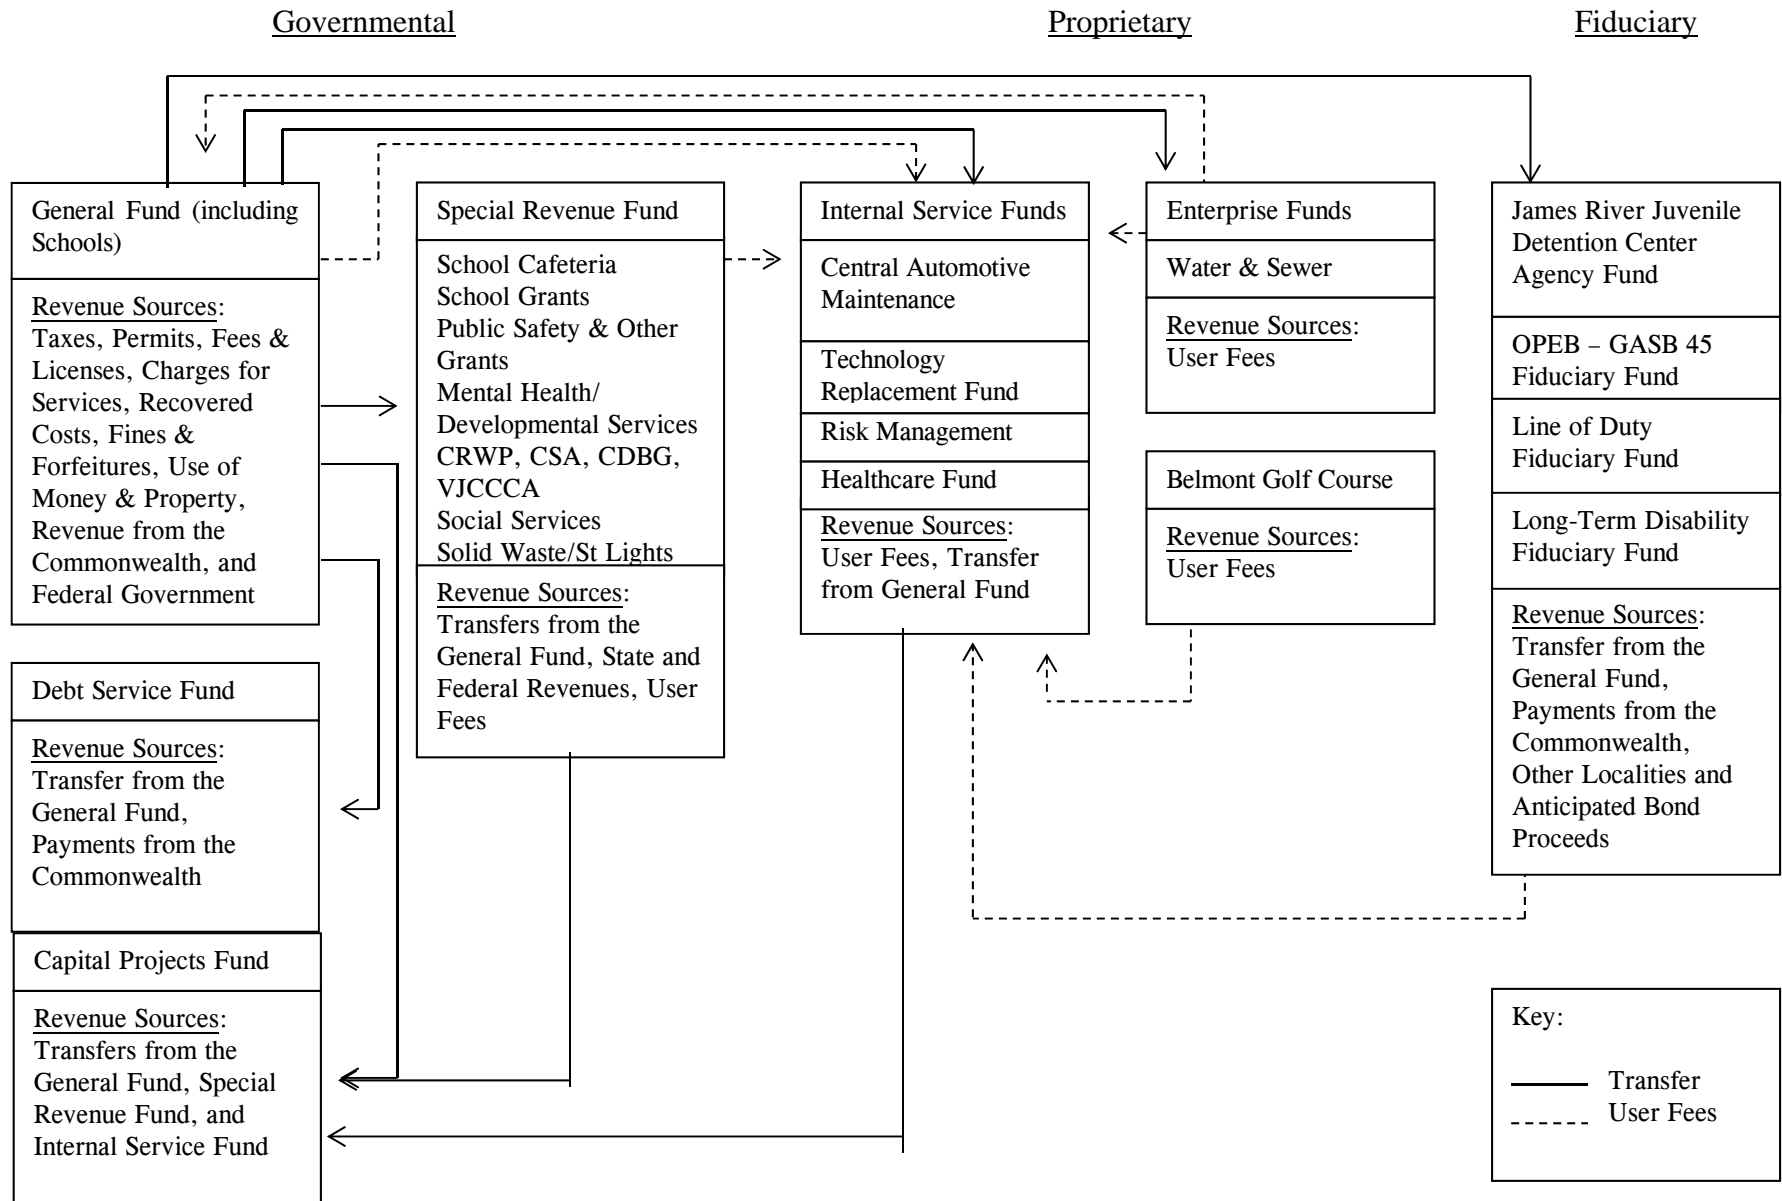 Governmental
Proprietary
Fiduciary
General Fund (including
Schools)
Revenue Sources:
Taxes, Permits, Fees &
Licenses, Charges for
Services, Recovered
Costs, Fines &
Forfeitures, Use of
Money & Property,
Revenue from the
Commonwealth, and
Federal Government
Debt Service Fund
Revenue Sources:
Transfer from the
General Fund,
Payments from the
Commonwealth
Capital Projects Fund
Revenue Sources:
Transfers from the
General Fund, Special
Revenue Fund, and
Internal Service Fund
Special Revenue Fund
School Cafeteria
School Grants
Public Safety & Other
Grants
Mental Health/
Developmental Services
CRWP, CSA, CDBG,
VJCCCA
Social Services
Solid Waste/St Lights
Revenue Sources:
Transfers from the
General Fund, State and
Federal Revenues, User
Fees
Internal Service Funds
Central Automotive
Maintenance
Technology
Replacement Fund
Risk Management
Healthcare Fund
Revenue Sources:
User Fees, Transfer
from General Fund
Enterprise Funds
Water & Sewer
Revenue Sources:
User Fees
Belmont Golf Course
Revenue Sources:
User Fees
James River Juvenile
Detention Center
Agency Fund
OPEB – GASB 45
Fiduciary Fund
Line of Duty
Fiduciary Fund
Long-Term Disability
Fiduciary Fund
Revenue Sources:
Transfer from the
General Fund,
Payments from the
Commonwealth,
Other Localities and
Anticipated Bond
Proceeds
Key:
Transfer
User Fees